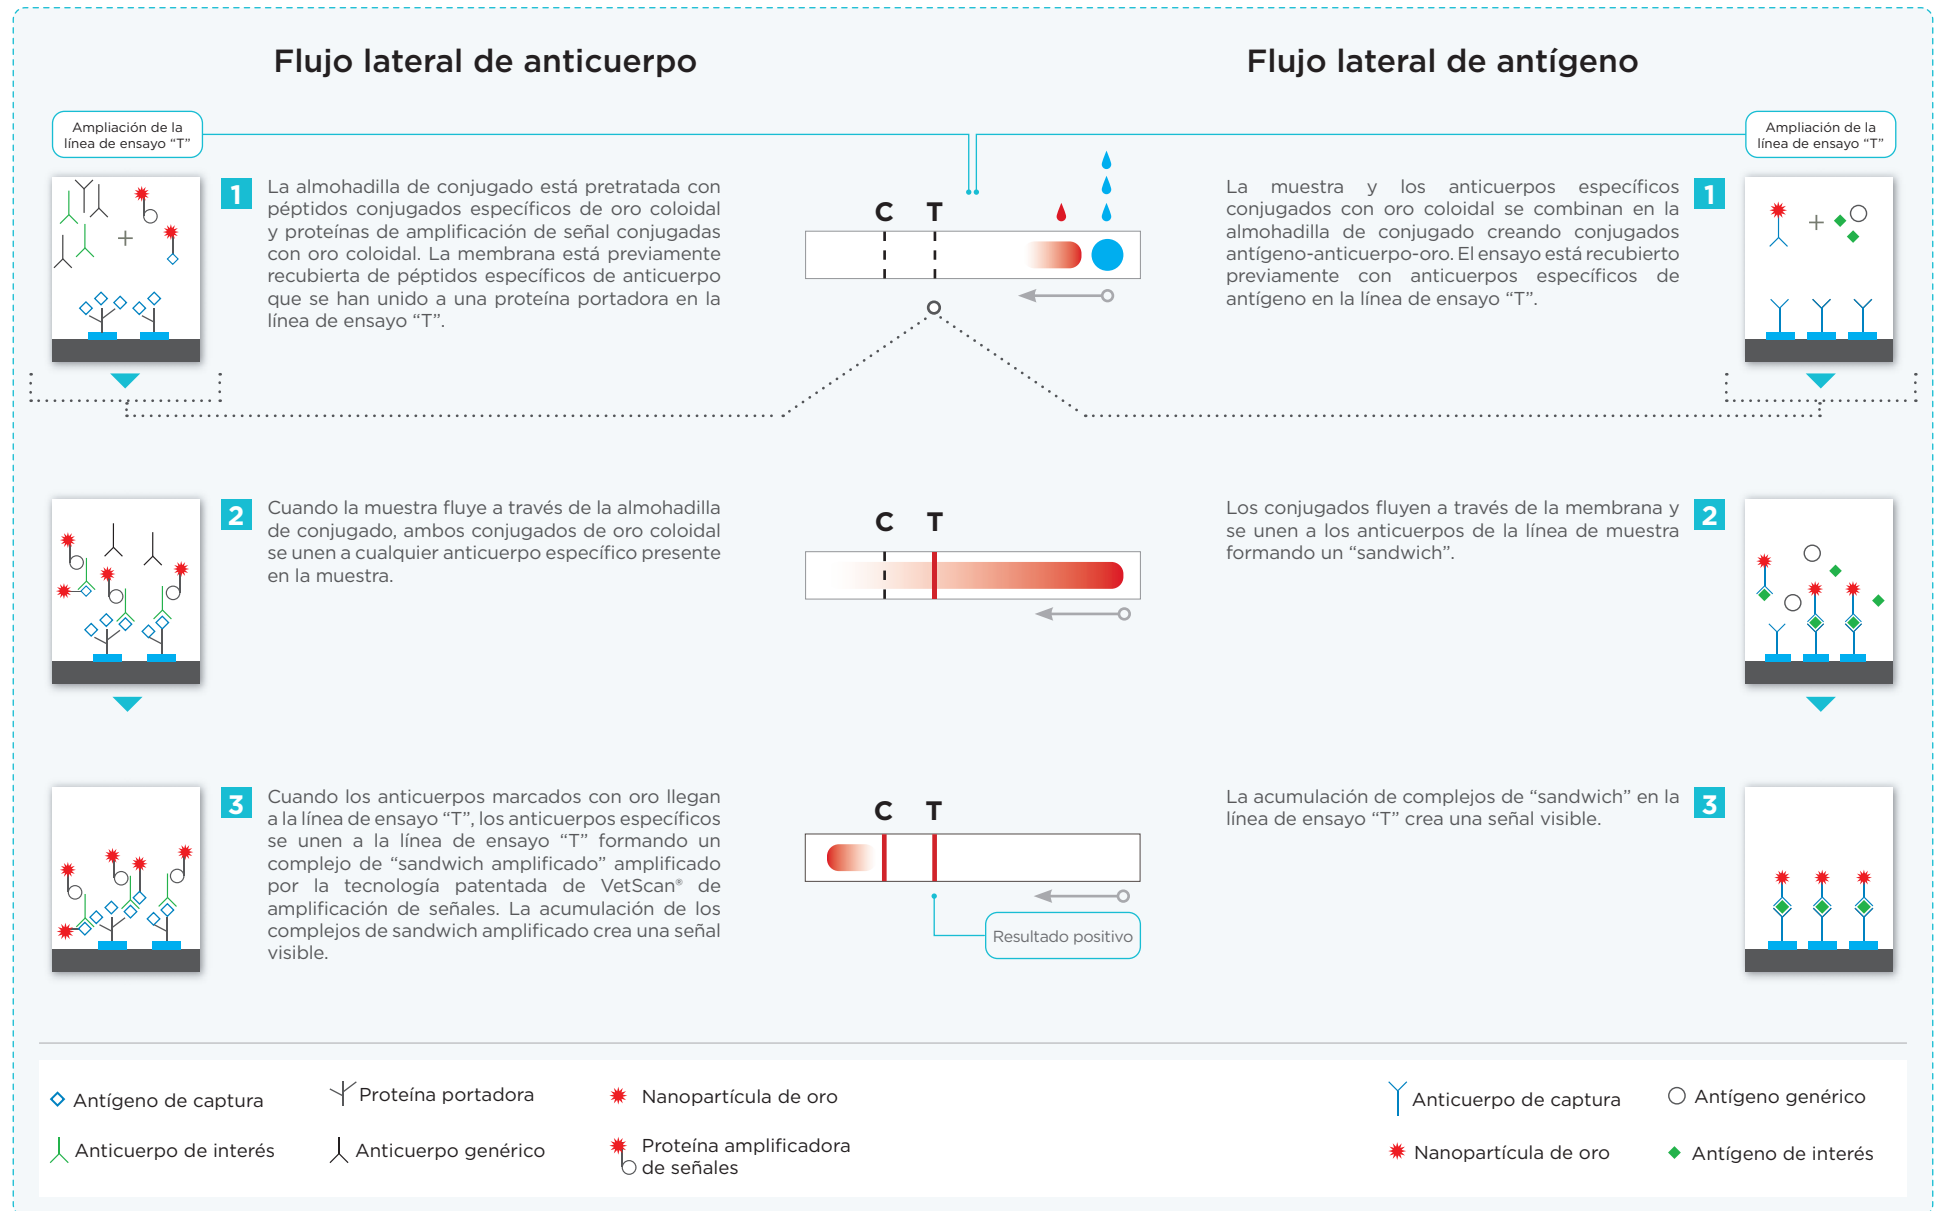 Flujo lateral de anticuerpo
Flujo lateral de antígeno
Ampliación de la
línea de ensayo “T”
Ampliación de la
línea de ensayo “T”
1
La almohadilla de conjugado está pretratada con
péptidos conjugados específicos de oro coloidal
y proteínas de amplificación de señal conjugadas
con oro coloidal. La membrana está previamente
recubierta de péptidos específicos de anticuerpo
que se han unido a una proteína portadora en la
línea de ensayo “T”.
C T
La muestra y los anticuerpos específicos
conjugados con oro coloidal se combinan en la
almohadilla de conjugado creando conjugados
antígeno-anticuerpo-oro. El ensayo está recubierto
previamente con anticuerpos específicos de
antígeno en la línea de ensayo “T”.
1
2
Cuando la muestra fluye a través de la almohadilla
de conjugado, ambos conjugados de oro coloidal
se unen a cualquier anticuerpo específico presente
en la muestra.
C T
Los conjugados fluyen a través de la membrana y
se unen a los anticuerpos de la línea de muestra
formando un “sandwich”.
2
3
Cuando los anticuerpos marcados con oro llegan
a la línea de ensayo “T”, los anticuerpos específicos
se unen a la línea de ensayo “T” formando un
complejo de “sandwich amplificado” amplificado
por la tecnología patentada de VetScan® de
amplificación de señales. La acumulación de los
complejos de sandwich amplificado crea una señal
visible.
C T
Resultado positivo
La acumulación de complejos de “sandwich” en la
línea de ensayo “T” crea una señal visible.
3
Antígeno de captura
Proteína portadora
Nanopartícula de oro
Anticuerpo de interés
Anticuerpo genérico
Proteína amplificadora
de señales
Anticuerpo de captura
Antígeno genérico
Nanopartícula de oro
Antígeno de interés